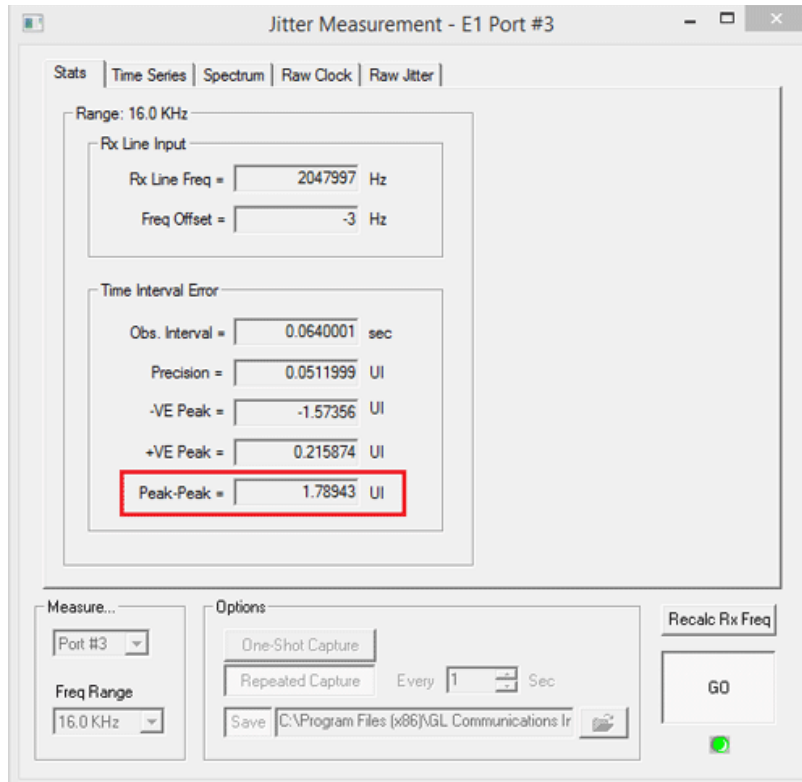 Jitter Measurement - E1 Port #3
Stats Time Series Spectrum Raw Clock Raw Jitter
Range: 16.0 KHz
Rx Line Input
Rx Line Freq = 2047997 Hz
Freq Offset = -3 Hz
Time Interval Error
Obs. Interval = 0.0640001 sec
Precision = 0.0511999 UI
-VE Peak = -1.57356 UI
+VE Peak = 0.215874 UI
Peak-Peak = 1.78943 UI
Measure...
Port #3
Freq Range
16.0 KHz
Options
One-Shot Capture
Repeated Capture Every 1 Sec
Save C:\Program Files (x86)\GL Communications Ir
Recalc Rx Freq
GO